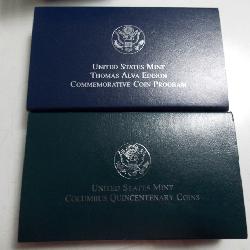 United States Mint
Thomas Alva Edison
Commemorative Coin Program
United States Mint
Columbus Quincentenary Coins